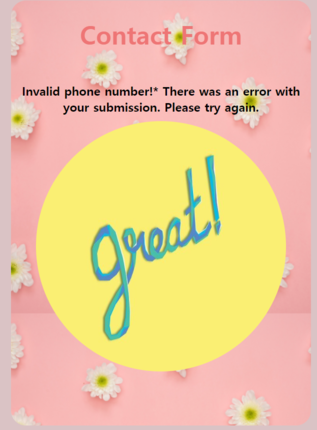 Contact Form
Invalid phone number!* There was an error with
your submission. Please try again.
great!